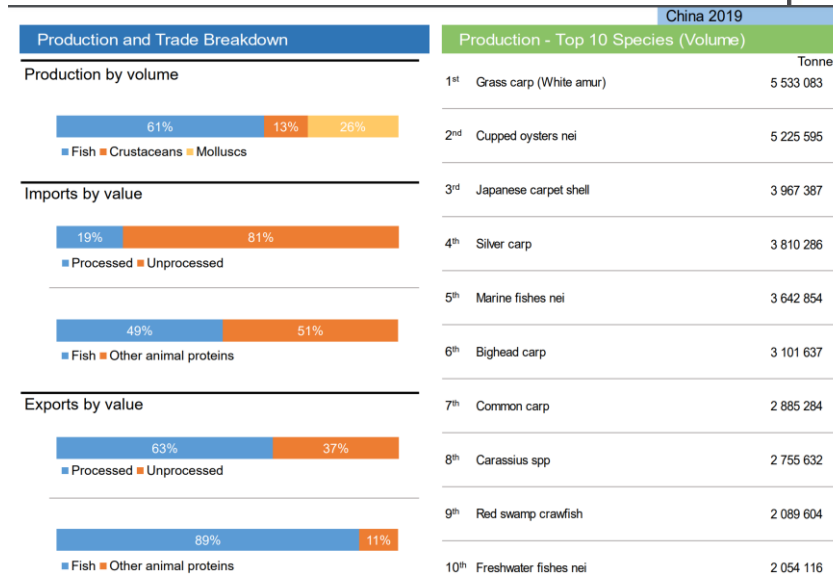 China 2019
Production and Trade Breakdown
Production by volume
61% 13% 26%
Fish Crustaceans Molluscs
Imports by value
19% 81%
Processed Unprocessed
49% 51%
Fish Other animal proteins
Exports by value
63% 37%
Processed Unprocessed
89% 11%
Fish Other animal proteins
Production - Top 10 Species (Volume)
Tonne
1st Grass carp (White amur) 5 533 083
2nd Cupped oysters nei 5 225 595
3rd Japanese carpet shell 3 967 387
4th Silver carp 3 810 286
5th Marine fishes nei 3 642 854
6th Bighead carp 3 101 637
7th Common carp 2 885 284
8th Carassius spp 2 755 632
9th Red swamp crawfish 2 089 604
10th Freshwater fishes nei 2 054 116